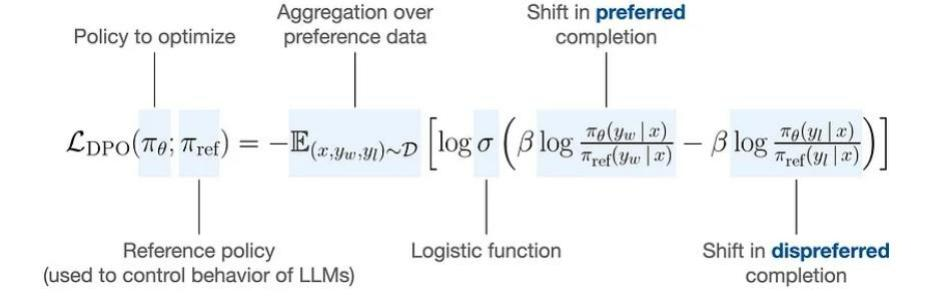 Aggregation over
preference data
Shift in preferred
completion
Policy to optimize
ℒ_DPO(π_θ; π_ref) = −𝔼_(x,y_w,y_l)∼𝒟 [log σ (β log π_θ(y_w | x) / π_ref(y_w | x) − β log π_θ(y_l | x) / π_ref(y_l | x))]
Reference policy
(used to control behavior of LLMs)
Logistic function
Shift in dispreferred
completion